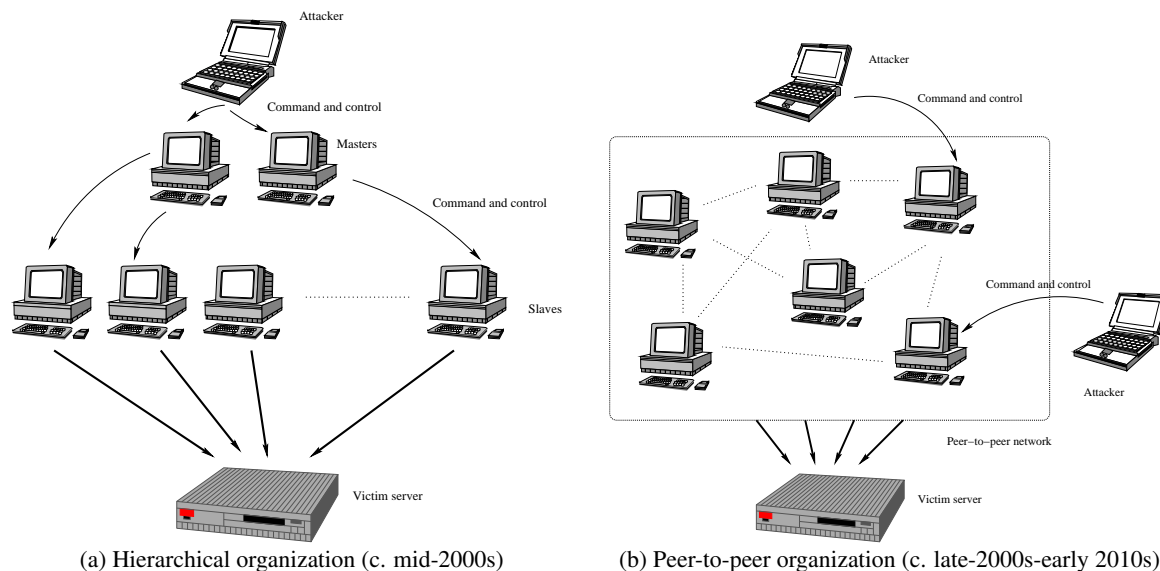 Attacker
Command and control
Masters
Command and control
Slaves
Victim server
(a) Hierarchical organization (c. mid-2000s)
Attacker
Command and control
Command and control
Attacker
Peer−to−peer network
Victim server
(b) Peer-to-peer organization (c. late-2000s-early 2010s)